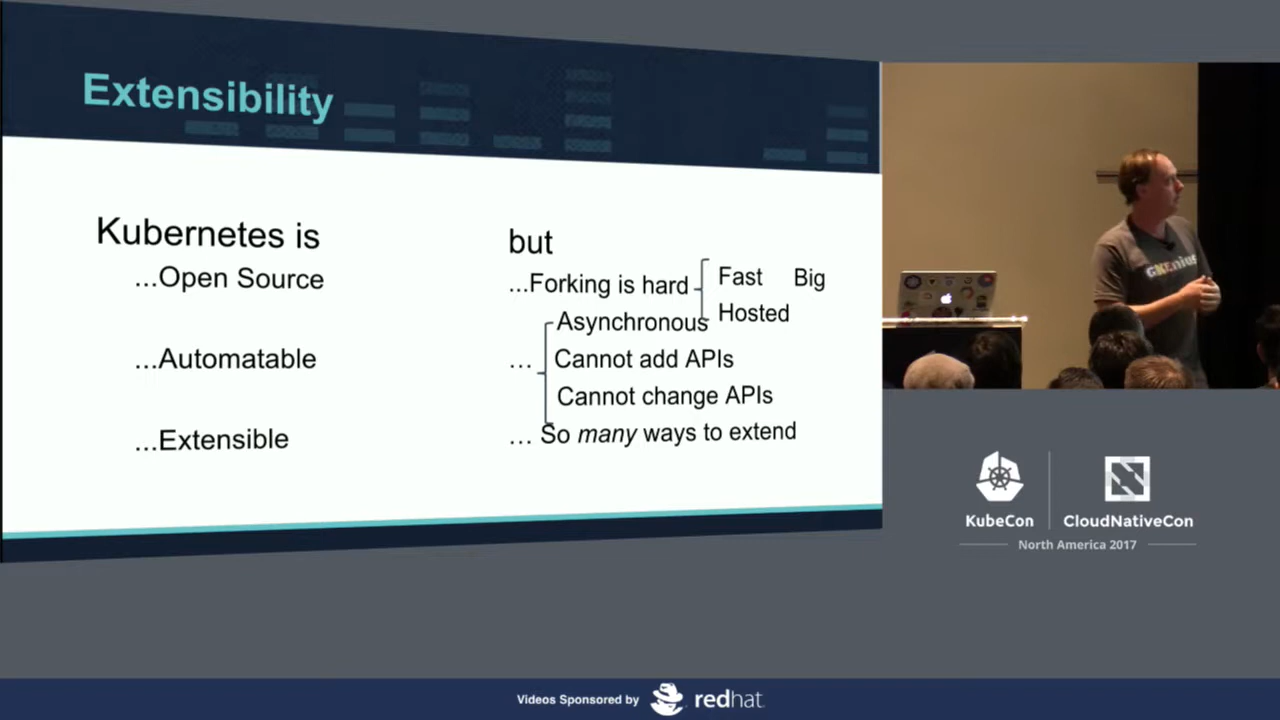 Extensibility
Kubernetes is
...Open Source
...Automatable
...Extensible
but
...Forking is hard
Fast Big
Hosted
Asynchronous
... Cannot add APIs
Cannot change APIs
... So many ways to extend
GKEnius
KubeCon
CloudNativeCon
North America 2017
Videos Sponsored by
redhat.